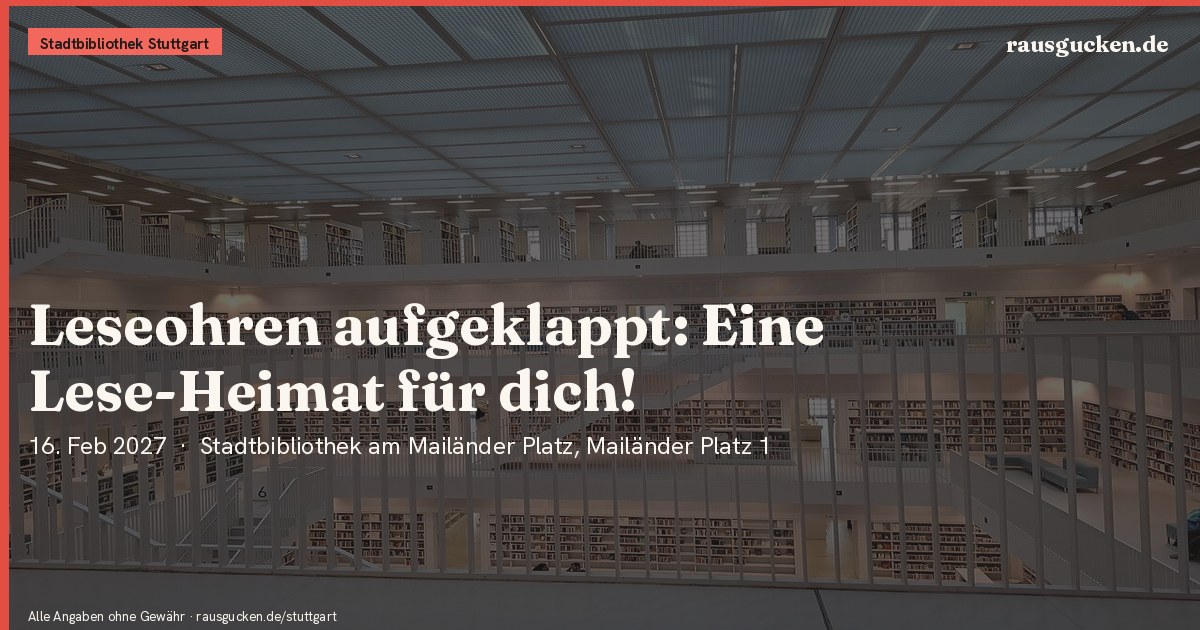 Stadtbibliothek Stuttgart
rausgucken.de
Leseohren aufgeklappt: Eine
Lese-Heimat für dich!
16. Feb 2027 · Stadtbibliothek am Mailänder Platz, Mailänder Platz 1
6
Alle Angaben ohne Gewähr · rausgucken.de/stuttgart